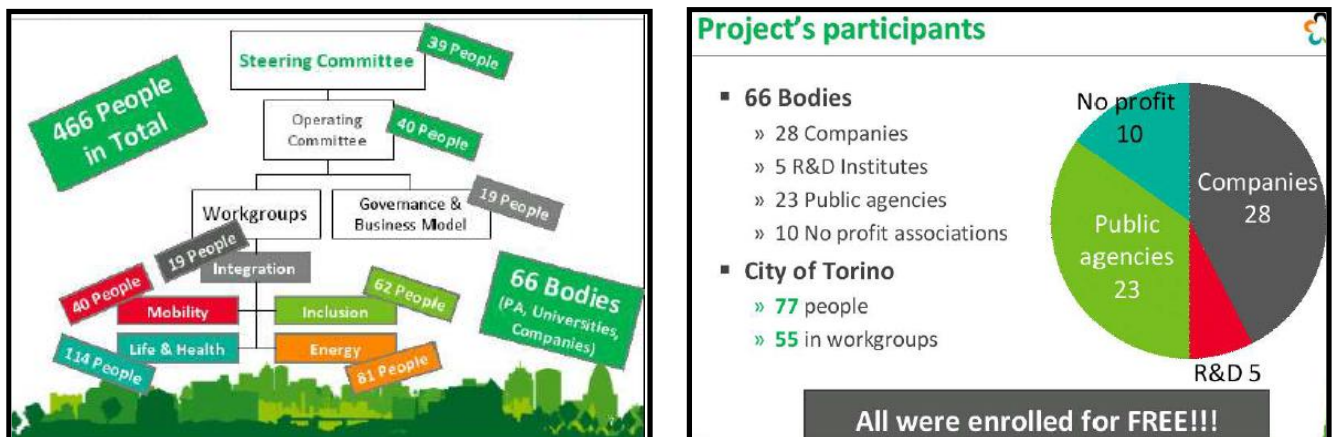 466 People
in Total
Steering Committee
39 People
Operating
Committee
40 People
Workgroups
Governance &
Business Model
19 People
19 People
Integration
40 People
Mobility
Inclusion
62 People
Life & Health
Energy
114 People
81 People
66 Bodies
(PA, Universities,
Companies)
7
Project's participants
▪ 66 Bodies
» 28 Companies
» 5 R&D Institutes
» 23 Public agencies
» 10 No profit associations
▪ City of Torino
» 77 people
» 55 in workgroups
No profit
10
Companies
28
Public
agencies
23
R&D 5
All were enrolled for FREE!!!